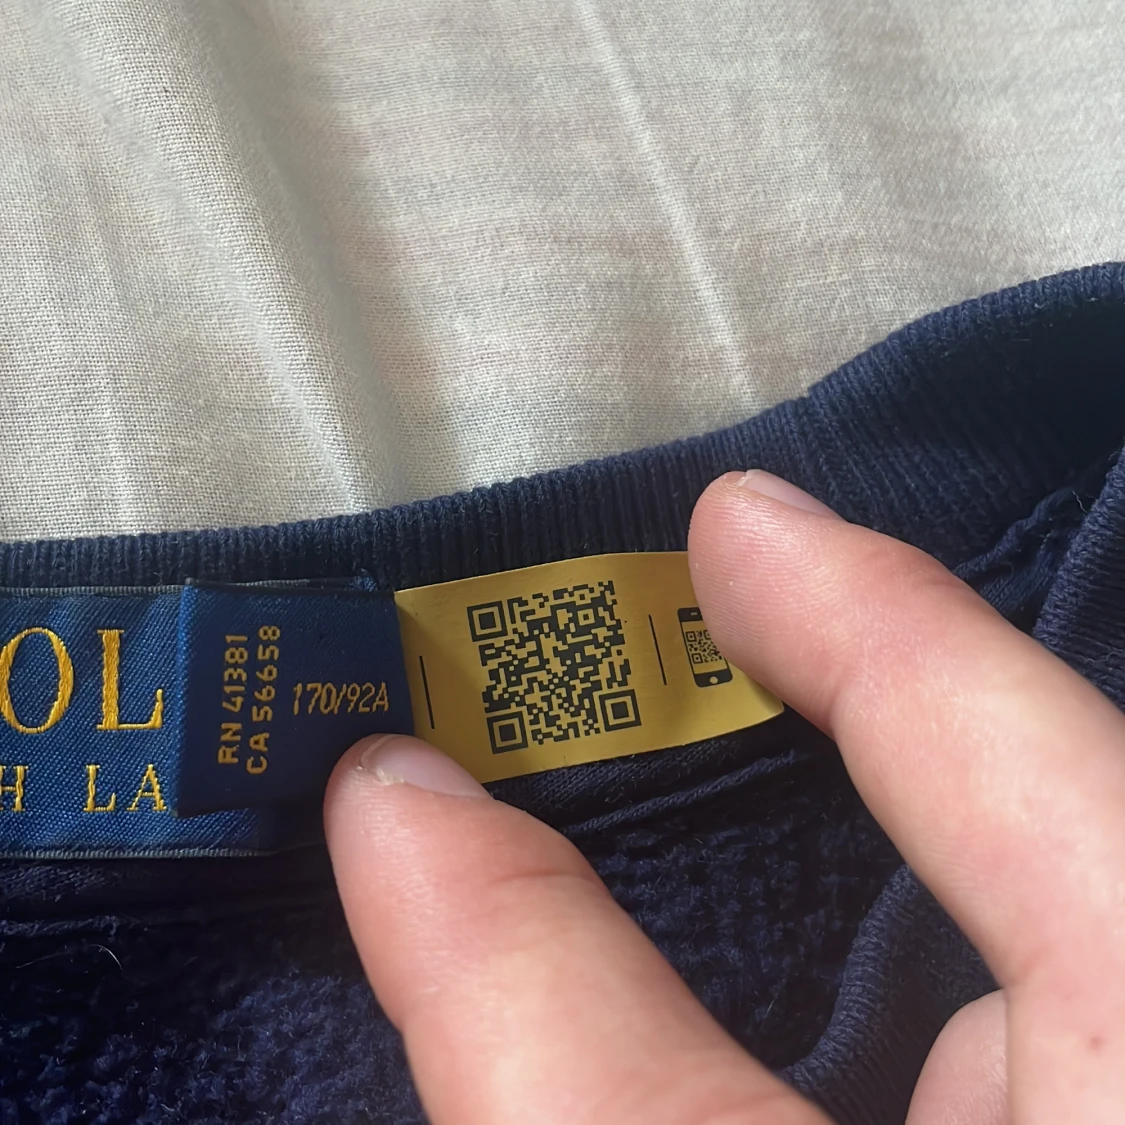 OL
H LA
RN 41381
CA 56658
170/92A